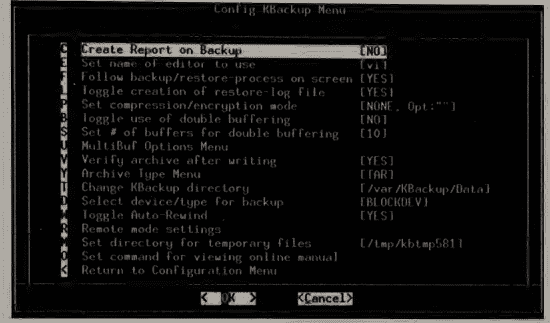 Config KBackup Menu
C Create Report on Backup [NO]
E Set name of editor to use [vi]
F Follow backup/restore-process on screen [YES]
Toggle creation of restore-log file [YES]
P Set compression/encryption mode [NONE, Opt:""]
B Toggle use of double buffering [NO]
S Set # of buffers for double buffering [10]
MultiBuf Options Menu
V Verify archive after writing [YES]
Y Archive Type Menu [[AR]
Change KBackup directory [/var/KBackup/Data]
D Select device/type for backup [BLOCKDEV]
Toggle Auto-Rewind [YES]
R Remote mode settings
Set directory for temporary files [/tmp/kbtmp581]
O Set command for viewing online manual
< Return to Configuration Menu
< OK > <Cancel>